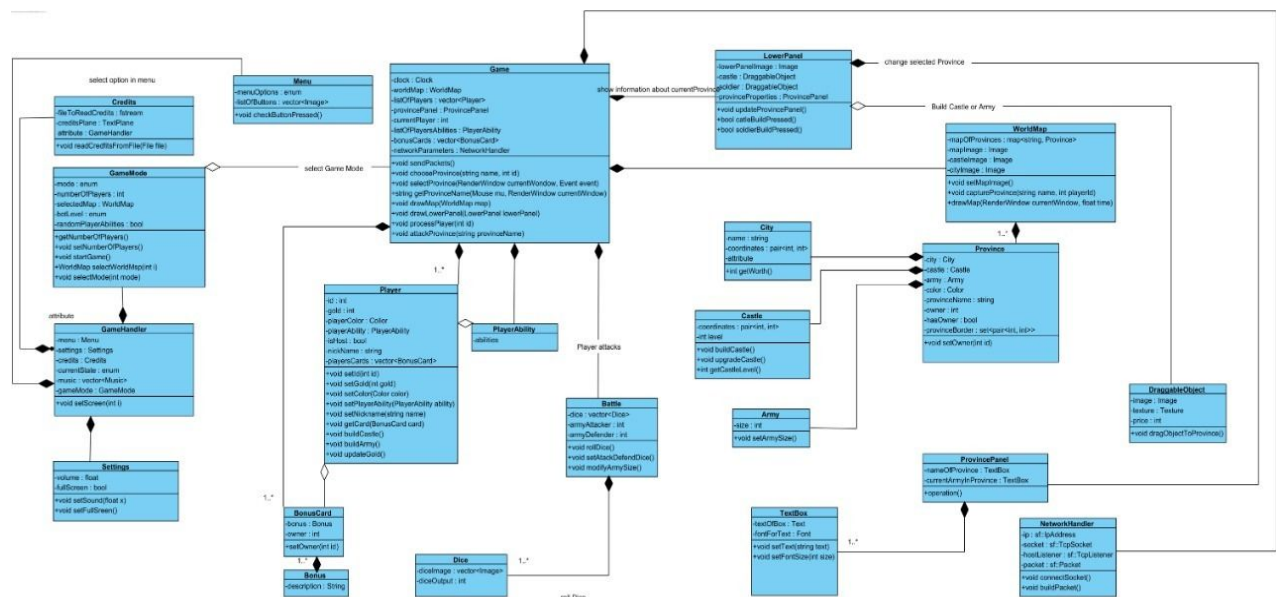 select option in menu
Menu
-menuOptions : enum
-listOfButtons : vector<Image>
+void checkButtonPressed()
Credits
-fileToReadCredits : fstream
-creditsPlane : TextPlane
-attribute : GameHandler
+void readCreditsFromFile(File file)
GameMode
-mode : enum
-numberOfPlayers : int
-selectedMap : WorldMap
-botLevel : enum
-randomPlayerAbilities : bool
+getNumberOfPlayers()
+void setNumberOfPlayers()
+void startGame()
+WorldMap selectWorldMap(int i)
+void selectMode(int mode)
select Game Mode
attribute
GameHandler
-menu : Menu
-settings : Settings
-credits : Credits
-currentState : enum
-music : vector<Music>
-gameMode : GameMode
+void setScreen(int i)
Settings
-volume : float
-fullScreen : bool
+void setSound(float x)
+void setFullSreen()
Game
-clock : Clock
-worldMap : WorldMap
-listOfPlayers : vector<Player>
-provincePanel : ProvincePanel
-currentPlayer : int
-listOfPlayersAbilities : PlayerAbility
-bonusCards : vector<BonusCard>
-networkParameters : NetworkHandler
+void sendPackets()
+void chooseProvince(string name, int id)
+void selectProvince(RenderWindow currentWondow, Event event)
+string getProvinceName(Mouse mu, RenderWindow currentWindow)
+void drawMap(WorldMap map)
+void drawLowerPanel(LowerPanel lowerPanel)
+void processPlayer(int id)
+void attackProvince(string provinceName)
show information about currentProvince
LowerPanel
-lowerPanelImage : Image
-castle : DraggableObject
-solder : DraggableObject
-provinceProperties : ProvincePanel
+void updateProvincePanel()
+bool catleBuildPressed()
+bool soldierBuildPressed()
change selected Province
Build Castle or Army
WorldMap
-mapOfProvinces : map<string, Province>
-mapImage : Image
-castleImage : Image
-cityImage : Image
+void setMapImage()
+void captureProvince(string name, int playerId)
+drawMap(RenderWindow currentWindow, float time)
1..*
City
-name : string
-coordinates : pair<int, int>
-attribute
+int getWorth()
Province
-city : City
-castle : Castle
-army : Army
-color : Color
-provinceName : string
-owner : int
-hasOwner : bool
-provinceBorder : set<pair<int, int>>
+void setOwner(int id)
Castle
-coordinates : pair<int, int>
-int level
+void buildCastle()
+void upgradeCastle()
+int getCastleLevel()
Army
-size : int
+void setArmySize()
DraggableObject
-image : Image
-texture : Texture
-price : int
+void dragObjectToProvince()
1..*
Player
-id : int
-gold : int
-playerColor : Color
-playerAbility : PlayerAbility
-isHost : bool
-nickName : string
-playersCards : vector<BonusCard>
+void setId(int id)
+void setGold(int gold)
+void setColor(Color color)
+void setPlayerAbility(PlayerAbility ability)
+void setNickname(string name)
+void getCard(BonusCard card)
+void buildCastle()
+void buildArmy()
+void updateGold()
PlayerAbility
-abilities
Player attacks
Battle
-dice : vector<Dice>
-armyAttacker : int
-armyDefender : int
+void rollDice()
+void setAtackDefendDice()
+void modifyArmySize()
1..*
BonusCard
-bonus : Bonus
-owner : int
+setOwner(int id)
1..*
Bonus
-description : String
Dice
-diceImage : vector<Image>
-diceOutput : int
1..*
ProvincePanel
-nameOfProvince : TextBox
-currentArmyInProvince : TextBox
+operation()
TextBox
-textOfBox : Text
-fontForText : Font
+void setText(string text)
+void setFontSize(int size)
1..*
NetworkHandler
-ip : sf::IpAddress
-socket : sf::TcpSocket
-hostListener : sf::TcpListener
-packet : sf::Packet
+void connectSocket()
+void buildPacket()